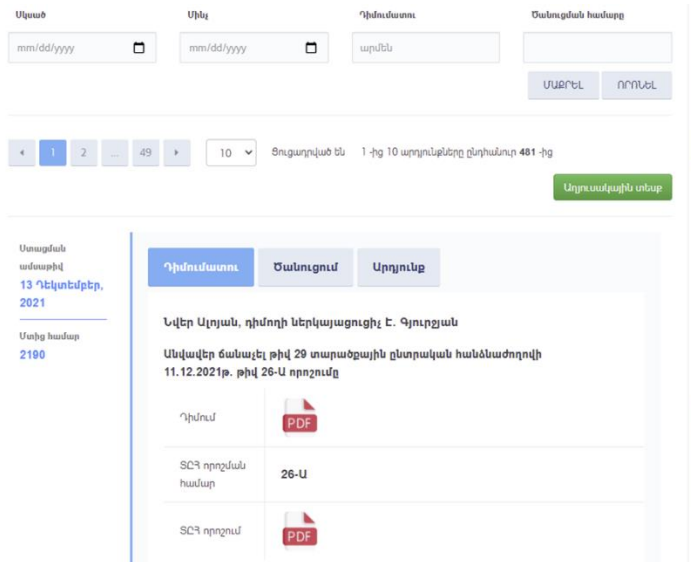 Սկսած Մինչ Դիմումատու Ծանուցման համարը
mm/dd/yyyy mm/dd/yyyy արմեն
ՄԱՔՐԵԼ ՈՐՈՆԵԼ
1 2 ... 49 10 Ցուցադրված են 1 -ից 10 արդյունքները ընդհանուր 481 -ից
Աղյուսակային տեսք
Ստացման
ամսաթիվ
13 Դեկտեմբեր,
2021
Մտից համար
2190
Դիմումատու Ծանուցում Արդյունք
Նվեր Ալոյան, դիմողի ներկայացուցիչ Է. Գյուրջյան
Անվավեր ճանաչել թիվ 29 տարածքային ընտրական հանձնաժողովի
11.12.2021թ. թիվ 26-Ա որոշումը
Դիմում PDF
ՏԸՀ որոշման
համար
26-Ա
ՏԸՀ որոշում PDF